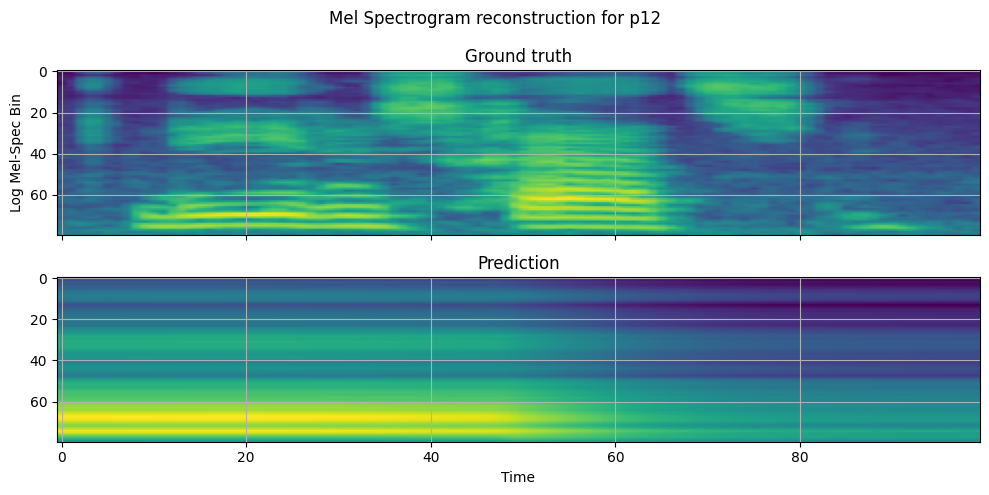 Mel Spectrogram reconstruction for p12
Ground truth
0
20
40
60
Log Mel-Spec Bin
Prediction
0
20
40
60
0 20 40 60 80
Time